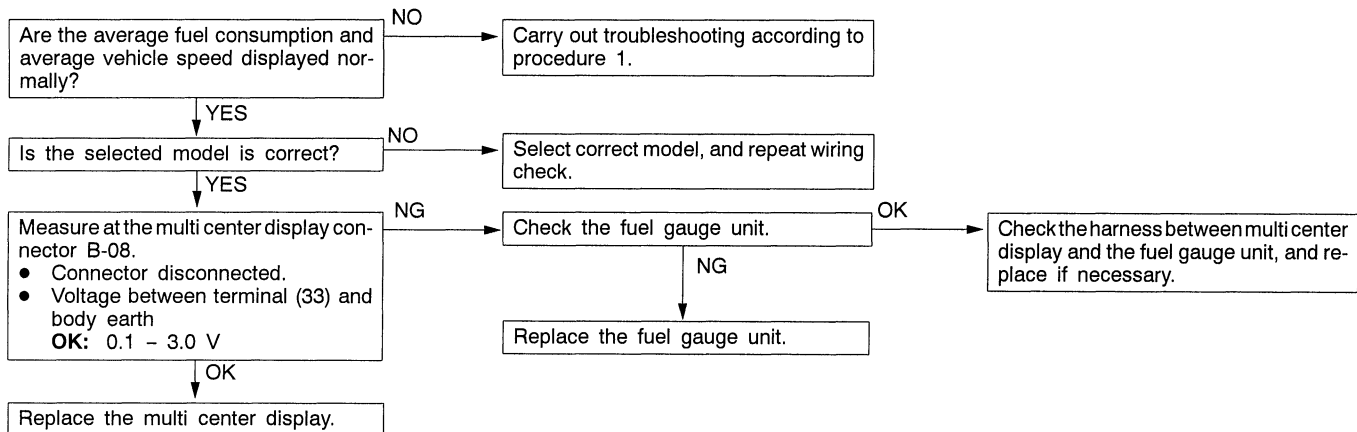 Are the average fuel consumption and
average vehicle speed displayed nor-
mally?
NO
Carry out troubleshooting according to
procedure 1.
YES
Is the selected model is correct?
NO
Select correct model, and repeat wiring
check.
YES
Measure at the multi center display con-
nector B-08.
● Connector disconnected.
● Voltage between terminal (33) and
body earth
OK: 0.1 – 3.0 V
NG
Check the fuel gauge unit.
OK
Check the harness between multi center
display and the fuel gauge unit, and re-
place if necessary.
NG
Replace the fuel gauge unit.
OK
Replace the multi center display.